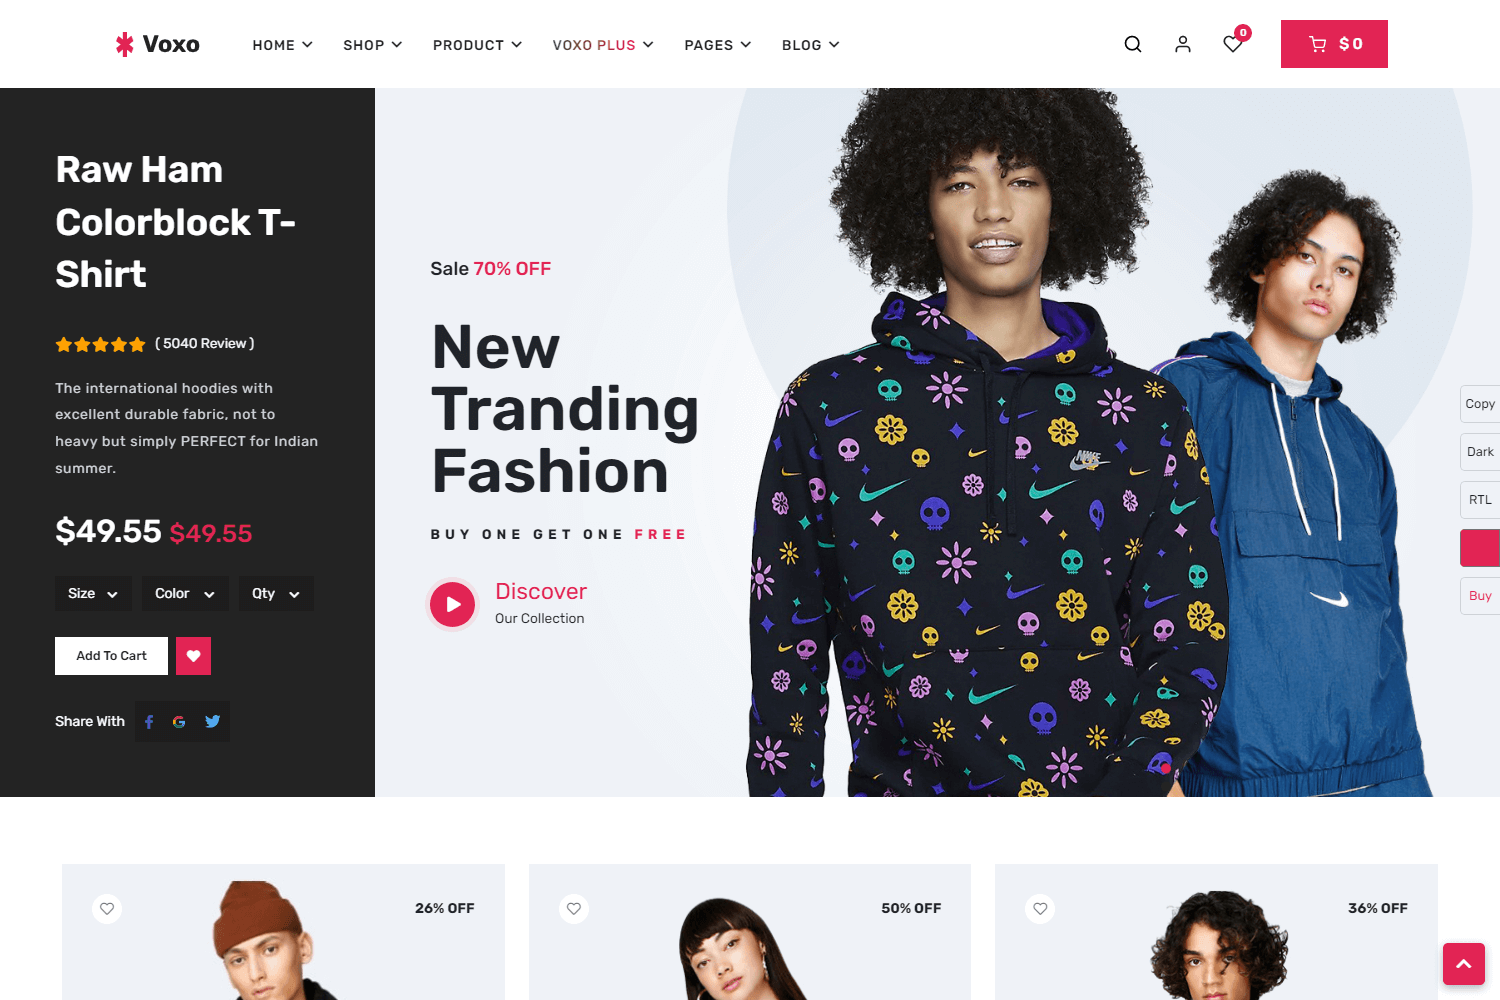 Voxo
HOME
SHOP
PRODUCT
VOXO PLUS
PAGES
BLOG
0
$ 0
Raw Ham
Colorblock T-
Shirt
( 5040 Review )
The international hoodies with
excellent durable fabric, not to
heavy but simply PERFECT for Indian
summer.
$49.55 $49.55
Size
Color
Qty
Add To Cart
Share With
Sale 70% OFF
New
Tranding
Fashion
BUY ONE GET ONE FREE
Discover
Our Collection
NIKE
Copy
Dark
RTL
Buy
26% OFF
50% OFF
36% OFF